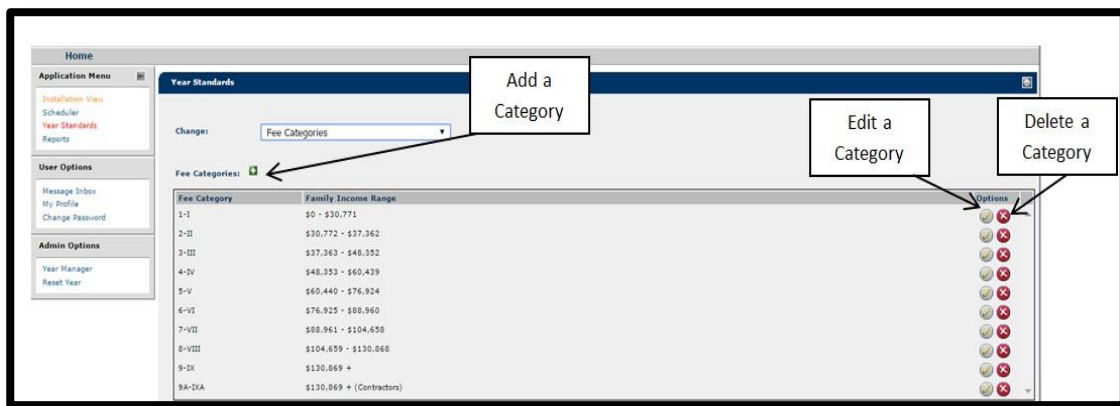 Home
Application Menu
Installation View
Scheduler
Year Standards
Reports
User Options
Message Inbox
My Profile
Change Password
Admin Options
Year Manager
Reset Year
Year Standards
Change: Fee Categories
Fee Categories:
Fee Category Family Income Range Options
1-I $0 - $30,771
2-II $30,772 - $37,362
3-III $37,363 - $48,352
4-IV $48,353 - $60,439
5-V $60,440 - $76,924
6-VI $76,925 - $88,960
7-VII $88,961 - $104,658
8-VIII $104,659 - $130,868
9-IX $130,869 +
9A-IXA $130,869 + (Contractors)
Add a
Category
Edit a
Category
Delete a
Category